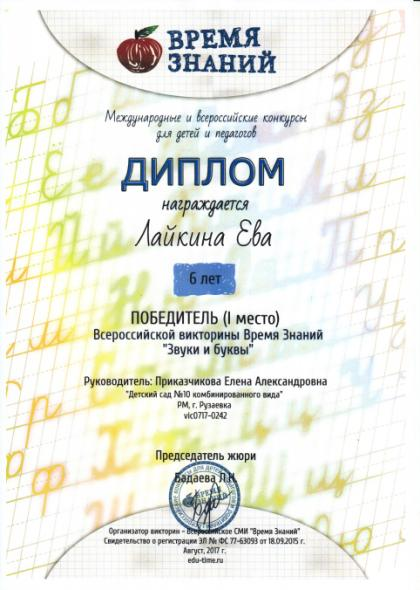 ВРЕМЯ
ЗНАНИЙ
Международные и всероссийские конкурсы
для детей и педагогов
ДИПЛОМ
награждается
Лайкина Ева
6 лет
ПОБЕДИТЕЛЬ (I место)
Всероссийской викторины Время Знаний
"Звуки и буквы"
Руководитель: Приказчикова Елена Александровна
"Детский сад №10 комбинированного вида"
РМ, г. Рузаевка
vic0717-0242
Председатель жюри
Бадаева Л.Н.
ВРЕМЯ
ЗНАНИЙ
Организатор викторин - Всероссийское СМИ "Время Знаний"
Свидетельство о регистрации ЭЛ № ФС 77-63093 от 18.09.2015 г.
Август, 2017 г.
edu-time.ru